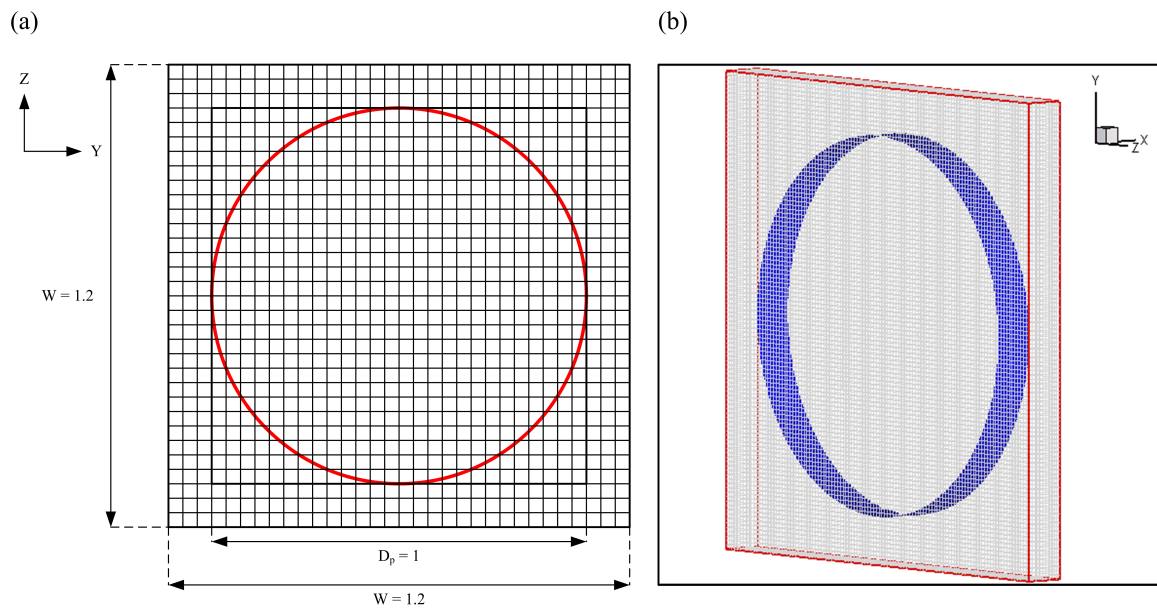 (a)
(b)
Z
Y
W = 1.2
D_p = 1
W = 1.2
Y
X
Z